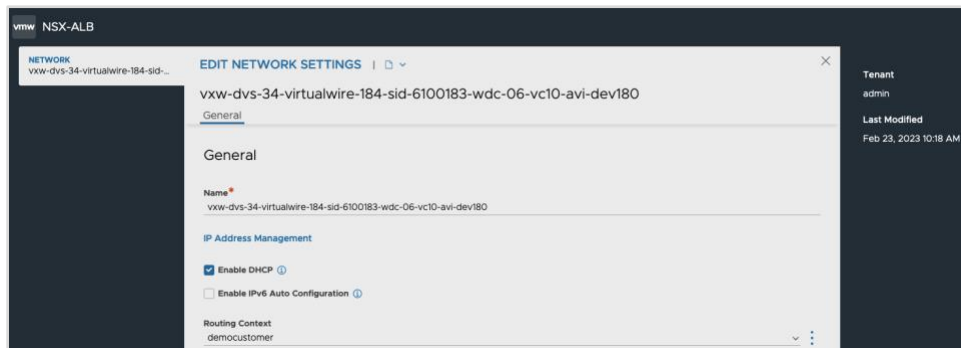 vmw NSX-ALB
NETWORK
vxw-dvs-34-virtualwire-184-sid-...
EDIT NETWORK SETTINGS
vxw-dvs-34-virtualwire-184-sid-6100183-wdc-06-vc10-avi-dev180
General
General
Name*
vxw-dvs-34-virtualwire-184-sid-6100183-wdc-06-vc10-avi-dev180
IP Address Management
Enable DHCP
Enable IPv6 Auto Configuration
Routing Context
democustomer
Tenant
admin
Last Modified
Feb 23, 2023 10:18 AM